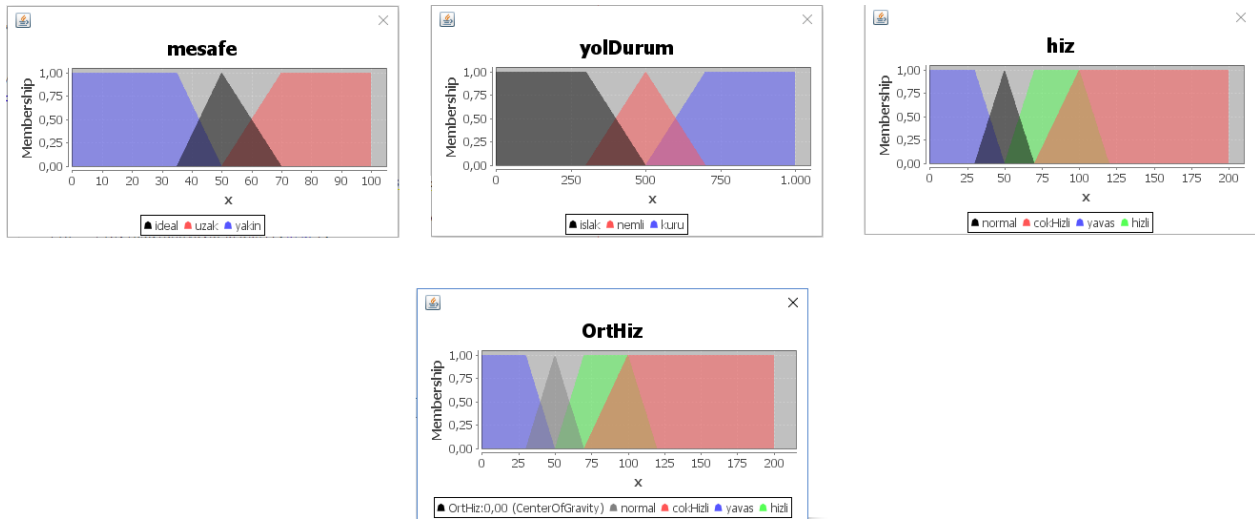 mesafe
Membership
1,00
0,75
0,50
0,25
0,00
0 10 20 30 40 50 60 70 80 90 100
x
ideal uzak yakin
yolDurum
Membership
1,00
0,75
0,50
0,25
0,00
0 250 500 750 1.000
x
islak nemli kuru
hiz
Membership
1,00
0,75
0,50
0,25
0,00
0 25 50 75 100 125 150 175 200
x
normal cokHizli yavas hizli
OrtHiz
Membership
1,00
0,75
0,50
0,25
0,00
0 25 50 75 100 125 150 175 200
x
OrtHiz:0,00 (CenterOfGravity) normal cokHizli yavas hizli